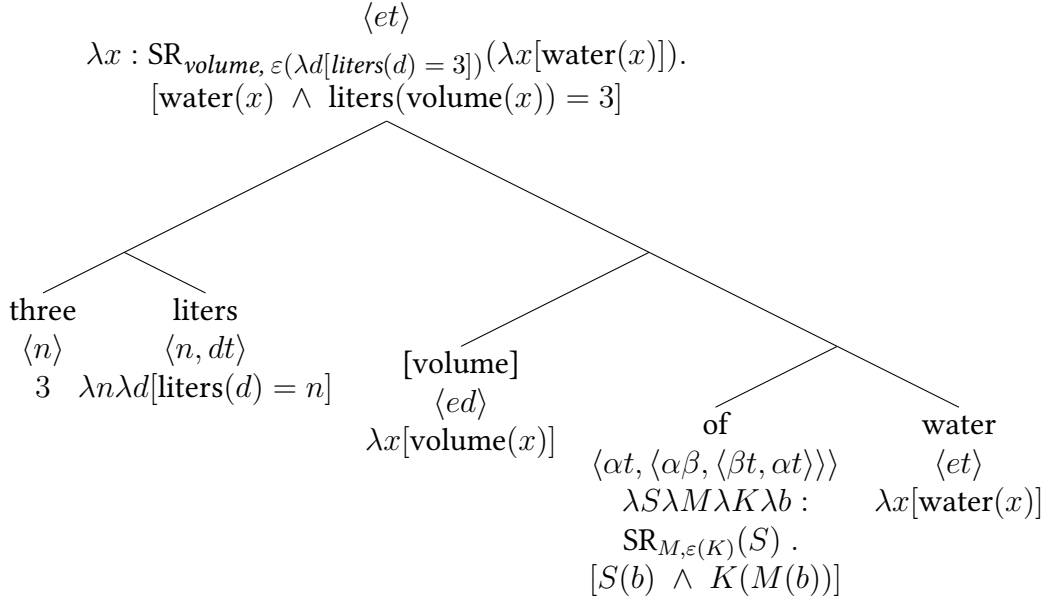 ⟨et⟩
λx : SR_volume, ε(λd[liters(d) = 3])(λx[water(x)]).
[water(x) ∧ liters(volume(x)) = 3]
three
⟨n⟩
3
liters
⟨n, dt⟩
λnλd[liters(d) = n]
[volume]
⟨ed⟩
λx[volume(x)]
of
⟨αt, ⟨αβ, ⟨βt, αt⟩⟩⟩
λSλMλKλb :
SR_M,ε(K)(S) .
[S(b) ∧ K(M(b))]
water
⟨et⟩
λx[water(x)]